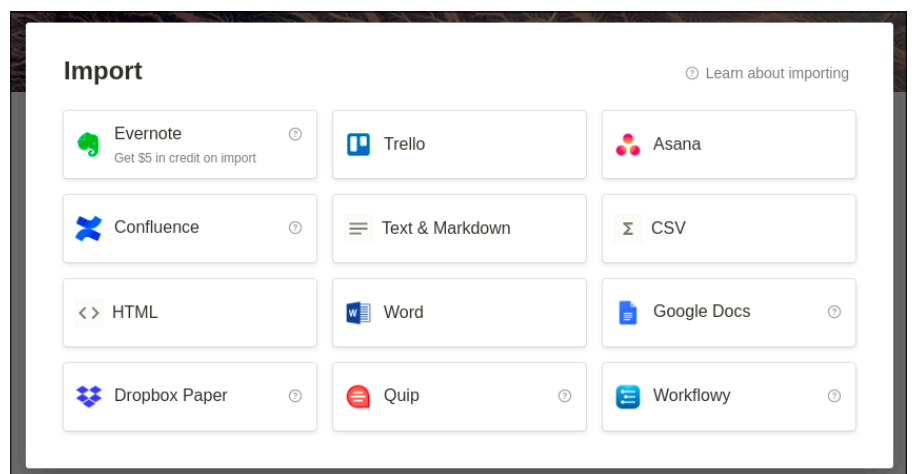 Import
Learn about importing
Evernote
Get $5 in credit on import
Trello
Asana
Confluence
Text & Markdown
CSV
HTML
Word
Google Docs
Dropbox Paper
Quip
Workflowy